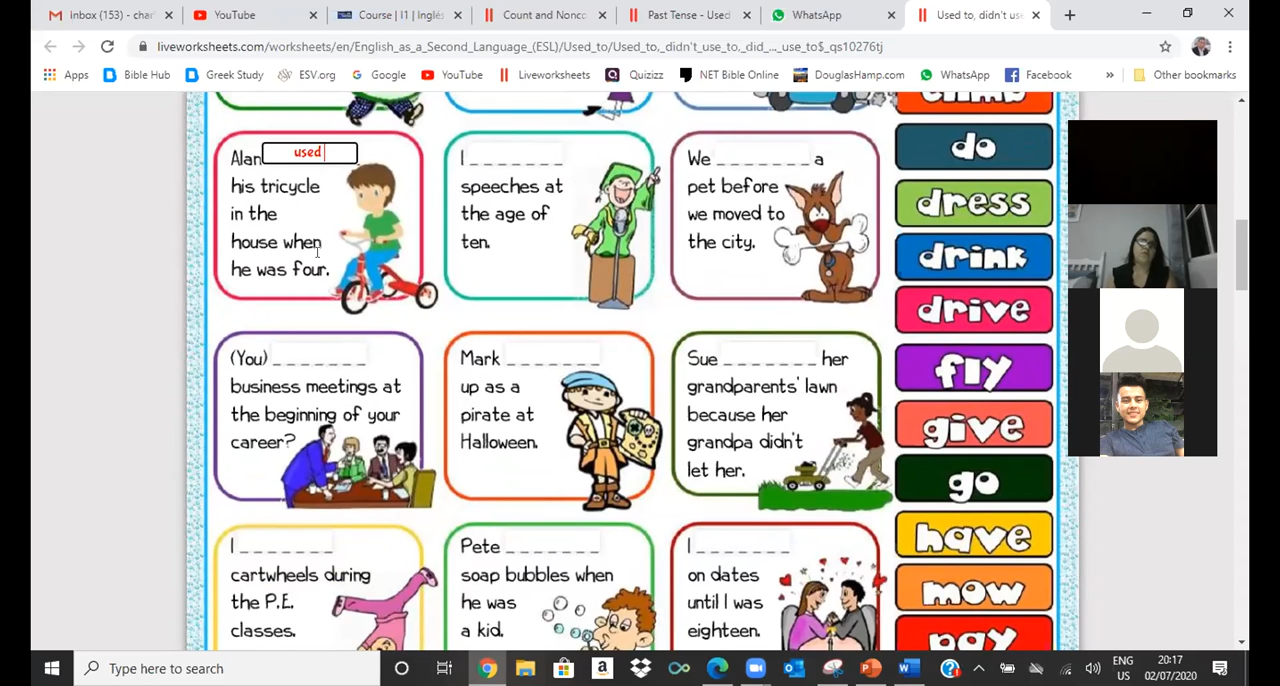 inbox (153) - char
YouTube
Course | I1 | Inglés
Count and Nonco
Past Tense - Used
WhatsApp
Used to, didn't use
liveworksheets.com/worksheets/en/English_as_a_Second_Language_(ESL)/Used_to/Used_to,_didn't_use_to,_did_..._use_to$_qs10276tj
Apps
Bible Hub
Greek Study
ESV.org
Google
YouTube
Liveworksheets
Quizizz
NET Bible Online
DouglasHamp.com
WhatsApp
Facebook
»
Other bookmarks
Alan used
his tricycle
in the
house when
he was four.
I _ _ _ _ _ _ _ _
speeches at
the age of
ten.
We _ _ _ _ _ _ _ _ a
pet before
we moved to
the city.
(You) _ _ _ _ _ _ _ _
business meetings at
the beginning of your
career?
Mark _ _ _ _ _ _ _ _
up as a
pirate at
Halloween.
Sue _ _ _ _ _ _ _ _ her
grandparents' lawn
because her
grandpa didn't
let her.
I _ _ _ _ _ _ _ _
cartwheels during
the P.E.
classes.
Pete _ _ _ _ _ _ _ _
soap bubbles when
he was
a kid.
I _ _ _ _ _ _ _ _
on dates
until I was
eighteen.
climb
do
dress
drink
drive
fly
give
go
have
mow
pay
Type here to search
ENG
US
20:17
02/07/2020